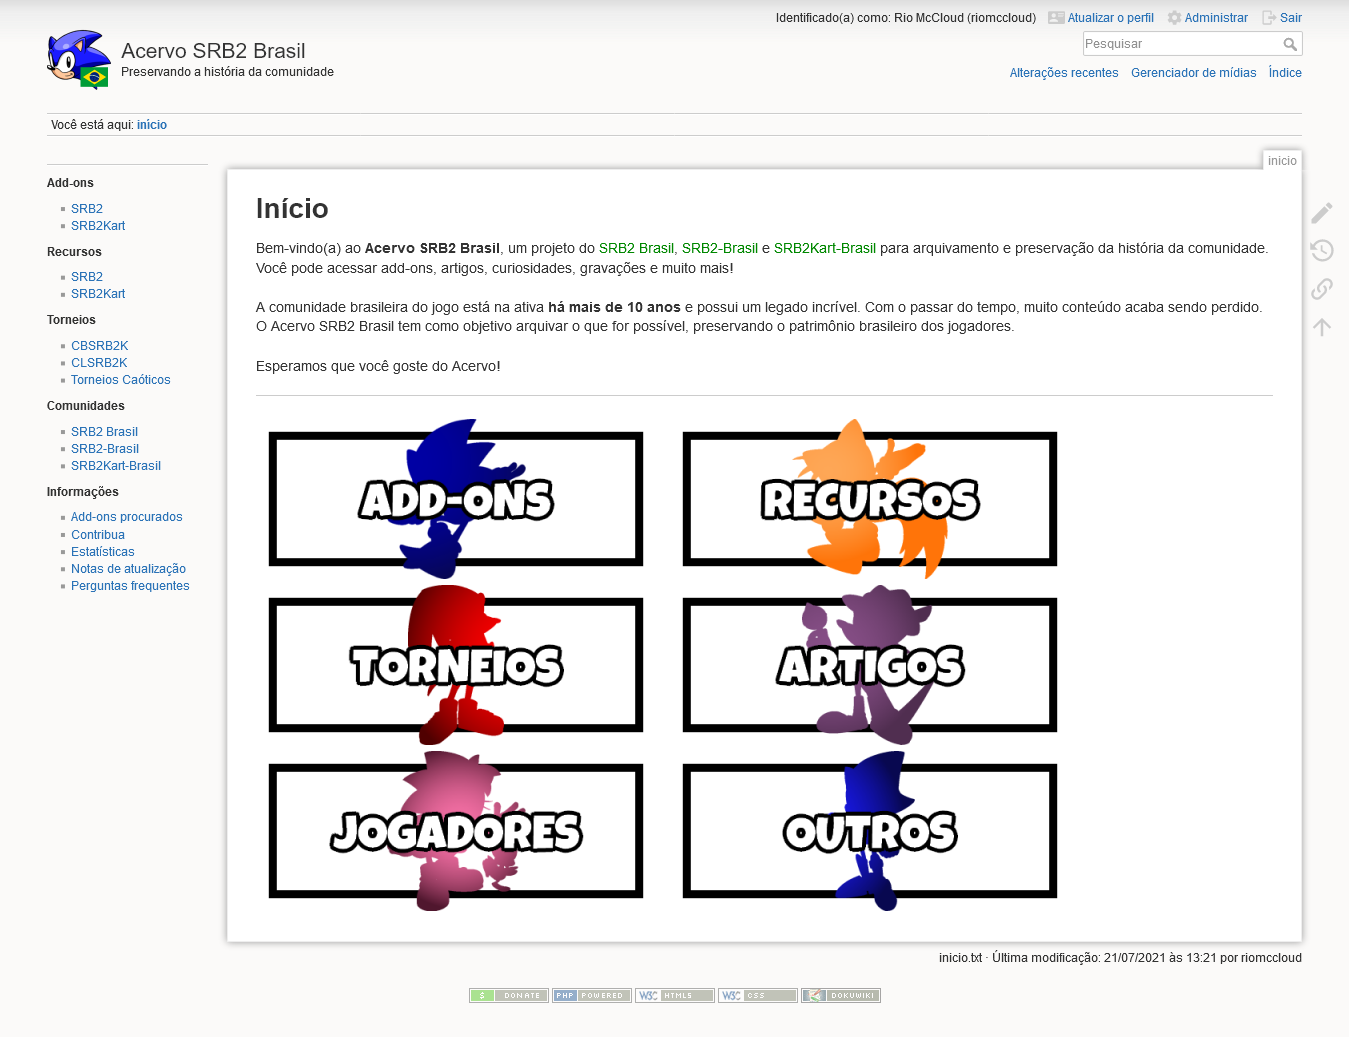 Identificado(a) como: Rio McCloud (riomccloud) Atualizar o perfil Administrar Sair
Acervo SRB2 Brasil
Preservando a história da comunidade
Pesquisar
Alterações recentes Gerenciador de mídias Índice
Você está aqui: início
inicio
Add-ons
SRB2
SRB2Kart
Recursos
SRB2
SRB2Kart
Torneios
CBSRB2K
CLSRB2K
Torneios Caóticos
Comunidades
SRB2 Brasil
SRB2-Brasil
SRB2Kart-Brasil
Informações
Add-ons procurados
Contribua
Estatísticas
Notas de atualização
Perguntas frequentes
Início
Bem-vindo(a) ao Acervo SRB2 Brasil, um projeto do SRB2 Brasil, SRB2-Brasil e SRB2Kart-Brasil para arquivamento e preservação da história da comunidade.
Você pode acessar add-ons, artigos, curiosidades, gravações e muito mais!
A comunidade brasileira do jogo está na ativa há mais de 10 anos e possui um legado incrível. Com o passar do tempo, muito conteúdo acaba sendo perdido.
O Acervo SRB2 Brasil tem como objetivo arquivar o que for possível, preservando o patrimônio brasileiro dos jogadores.
Esperamos que você goste do Acervo!
ADD-ONS RECURSOS
TORNEIOS ARTIGOS
JOGADORES OUTROS
inicio.txt · Última modificação: 21/07/2021 às 13:21 por riomccloud
$ DONATE PHP POWERED W3C HTML5 W3C CSS DOKUWIKI